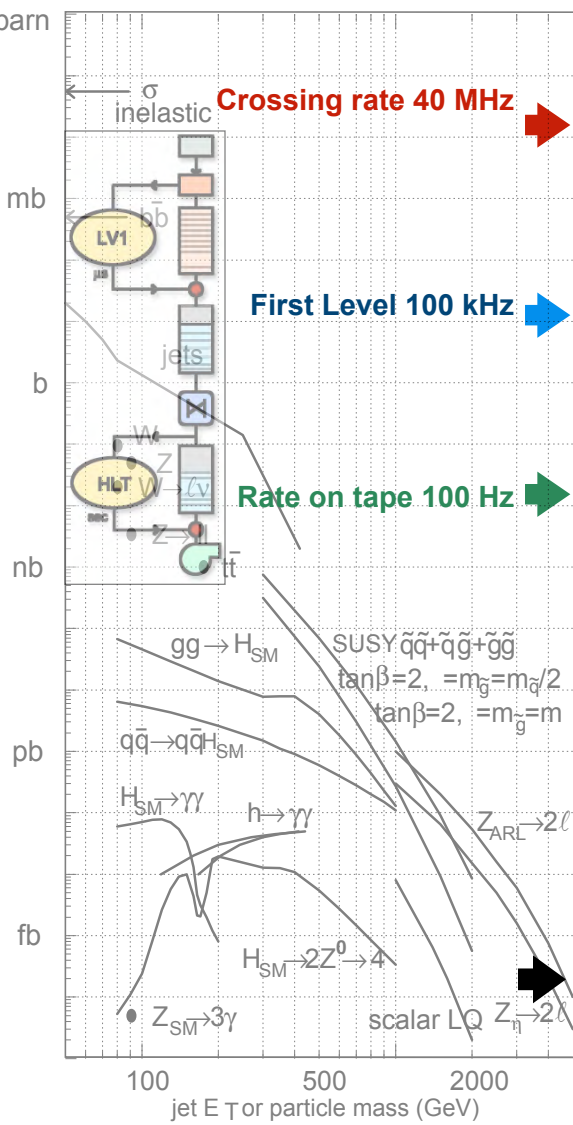 barn
σ
inelastic
Crossing rate 40 MHz
mb
bb̄
LV1
μs
First Level 100 kHz
jets
b
W
Z
HLT
W→ℓν
Rate on tape 100 Hz
sec
Z→ll
nb
tt̄
gg→H_SM
SUSY q̃q̃+q̃g̃+g̃g̃
tanβ=2, =m_g̃=m_q̃/2
tanβ=2, =m_g̃=m
qq̄→qq̄H_SM
pb
H_SM→γγ
h→γγ
Z_ARL→2ℓ
fb
H_SM→2Z⁰→4
Z_SM→3γ
scalar LQ
Z_η→2ℓ
100
500
2000
jet E_T or particle mass (GeV)